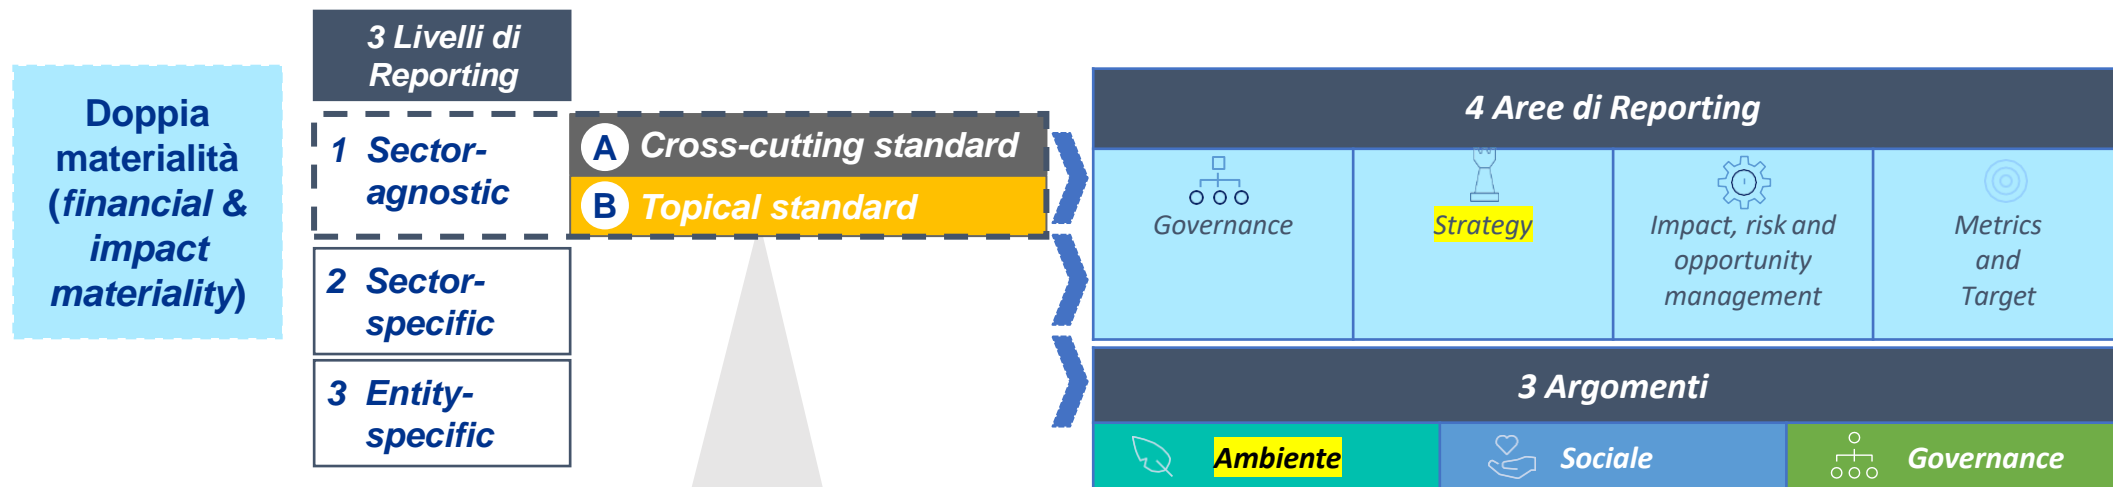 Doppia
materialità
(financial &
impact
materiality)
3 Livelli di
Reporting
1 Sector-
agnostic
A Cross-cutting standard
B Topical standard
2 Sector-
specific
3 Entity-
specific
4 Aree di Reporting
Governance
Strategy
Impact, risk and
opportunity
management
Metrics
and
Target
3 Argomenti
Ambiente
Sociale
Governance